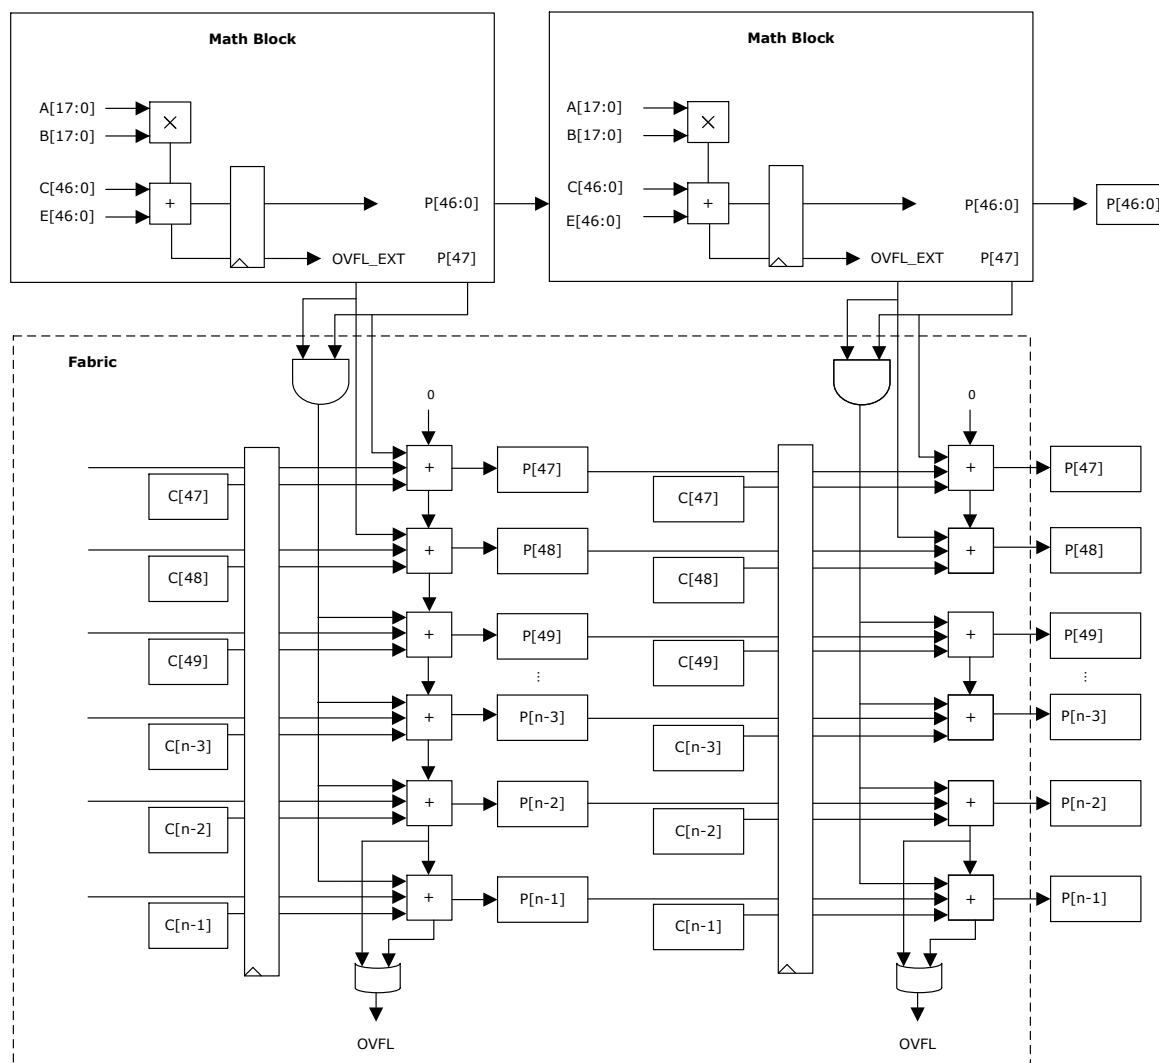 Math Block
Math Block
A[17:0]
B[17:0]
×
C[46:0]
E[46:0]
+
P[46:0]
OVFL_EXT
P[47]
A[17:0]
B[17:0]
×
C[46:0]
E[46:0]
+
P[46:0]
OVFL_EXT
P[47]
P[46:0]
Fabric
0
0
+
P[47]
C[47]
+
P[48]
C[48]
+
P[49]
C[49]
⋮
+
P[n-3]
C[n-3]
+
P[n-2]
C[n-2]
+
P[n-1]
C[n-1]
OVFL
+
P[47]
C[47]
+
P[48]
C[48]
+
P[49]
C[49]
⋮
+
P[n-3]
C[n-3]
+
P[n-2]
C[n-2]
+
P[n-1]
C[n-1]
OVFL